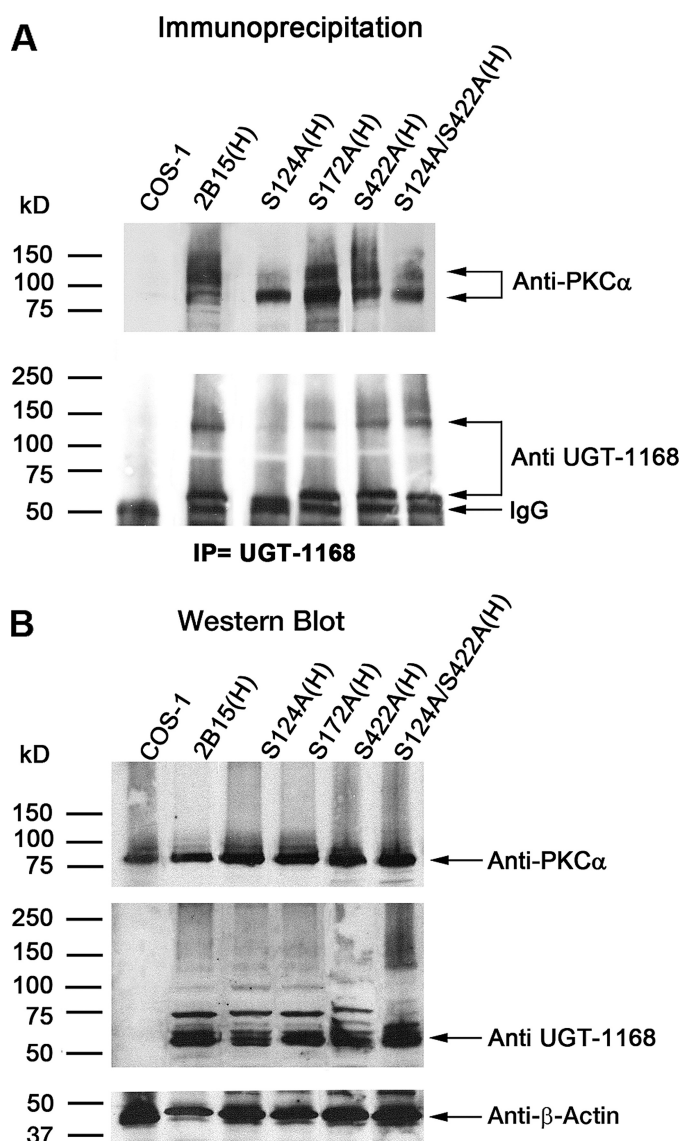 A
Immunoprecipitation
COS-1
2B15(H)
S124A(H)
S172A(H)
S422A(H)
S124A/S422A(H)
kD
150
100
75
Anti-PKCα
250
150
100
75
50
Anti UGT-1168
IgG
IP= UGT-1168
B
Western Blot
COS-1
2B15(H)
S124A(H)
S172A(H)
S422A(H)
S124A/S422A(H)
kD
150
100
75
Anti-PKCα
250
150
100
75
50
Anti UGT-1168
50
37
Anti-β-Actin